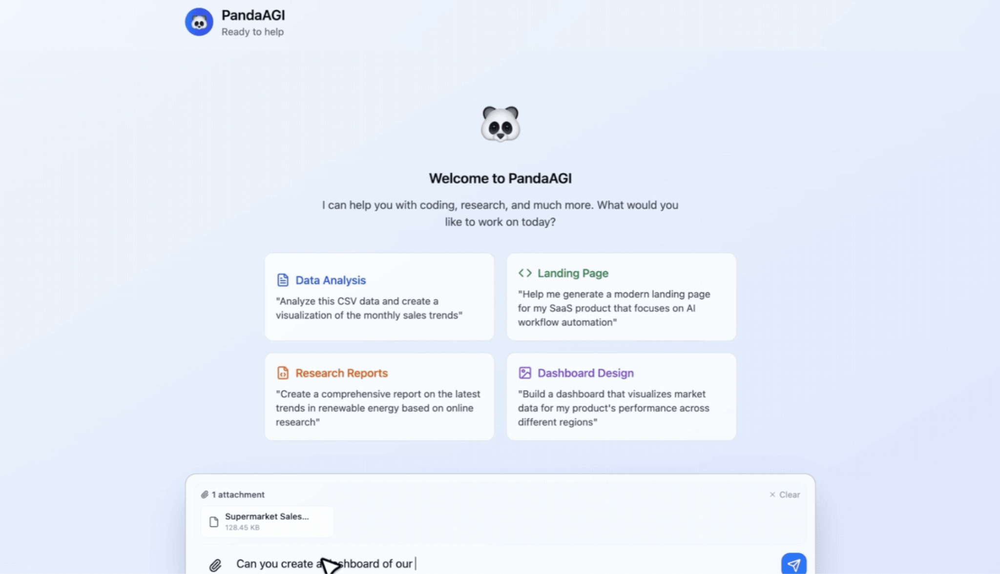 PandaAGI
Ready to help
Welcome to PandaAGI
I can help you with coding, research, and much more. What would you
like to work on today?
Data Analysis
"Analyze this CSV data and create a
visualization of the monthly sales trends"
Landing Page
"Help me generate a modern landing page
for my SaaS product that focuses on AI
workflow automation"
Research Reports
"Create a comprehensive report on the latest
trends in renewable energy based on online
research"
Dashboard Design
"Build a dashboard that visualizes market
data for my product's performance across
different regions"
1 attachment
Clear
Supermarket Sales...
128.45 KB
Can you create a dashboard of our